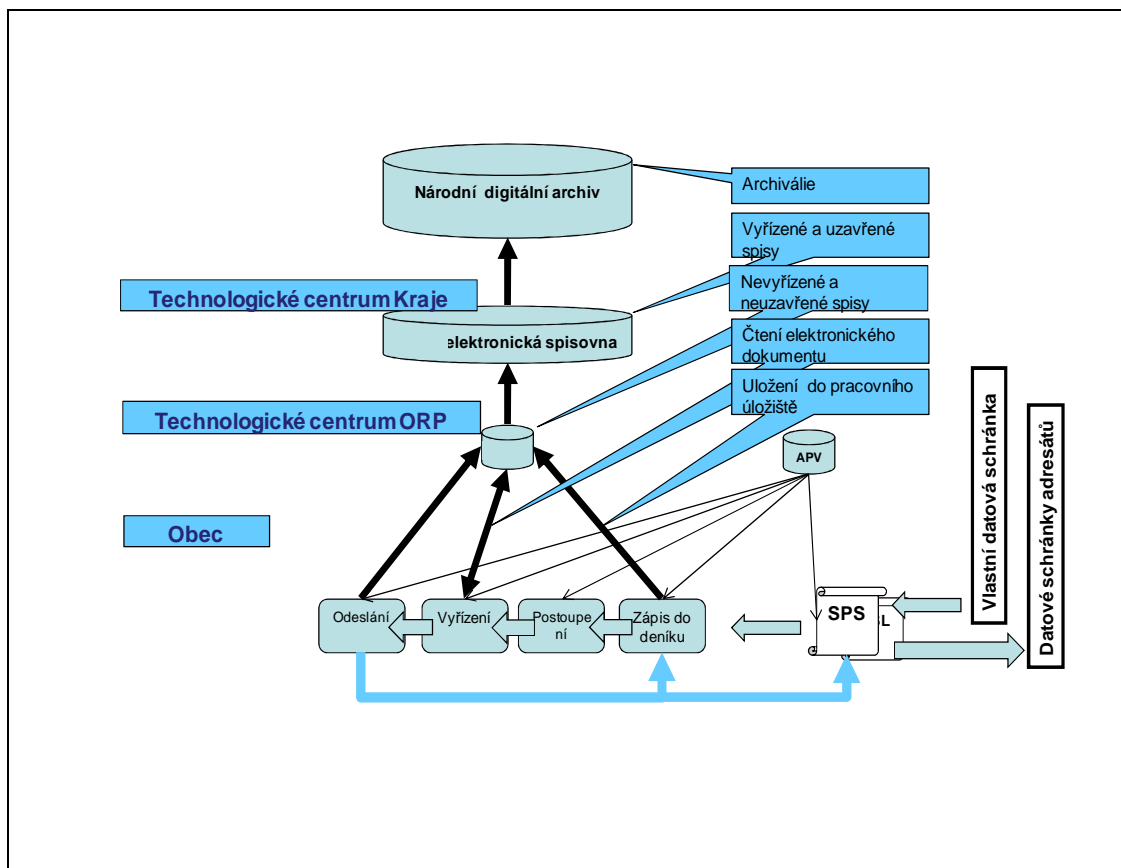 Národní digitální archiv
Archiválie
Vyřízené a uzavřené
spisy
Technologické centrum Kraje
Nevyřízené a
neuzavřené spisy
elektronická spisovna
Čtení elektronického
dokumentu
Uložení do pracovního
úložiště
Technologické centrum ORP
APV
Obec
Vlastní datová schránka
Datové schránky adresátů
Odeslání
Vyřízení
Postoupe
ní
Zápis do
deníku
SPS
SL